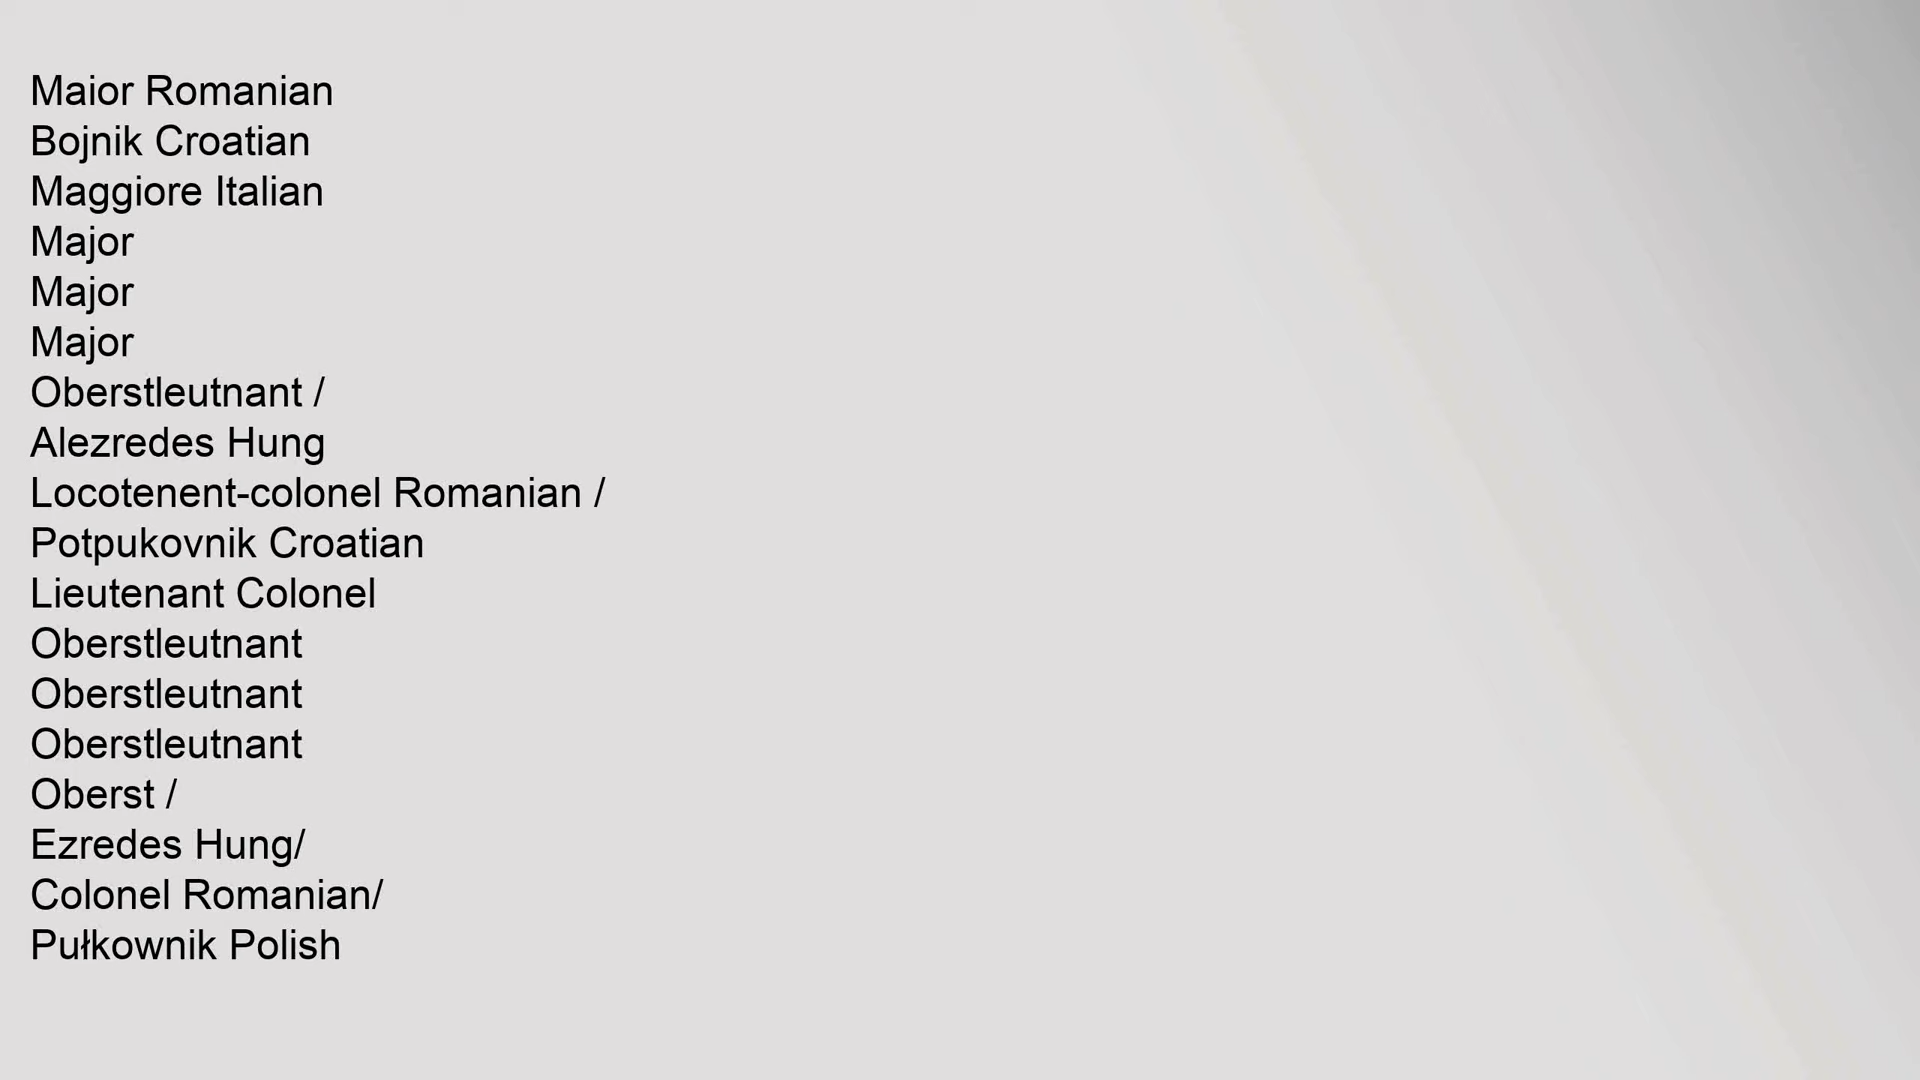 Maior Romanian
Bojnik Croatian
Maggiore Italian
Major
Major
Major
Oberstleutnant /
Alezredes Hung
Locotenent-colonel Romanian /
Potpukovnik Croatian
Lieutenant Colonel
Oberstleutnant
Oberstleutnant
Oberstleutnant
Oberst /
Ezredes Hung/
Colonel Romanian/
Pułkownik Polish